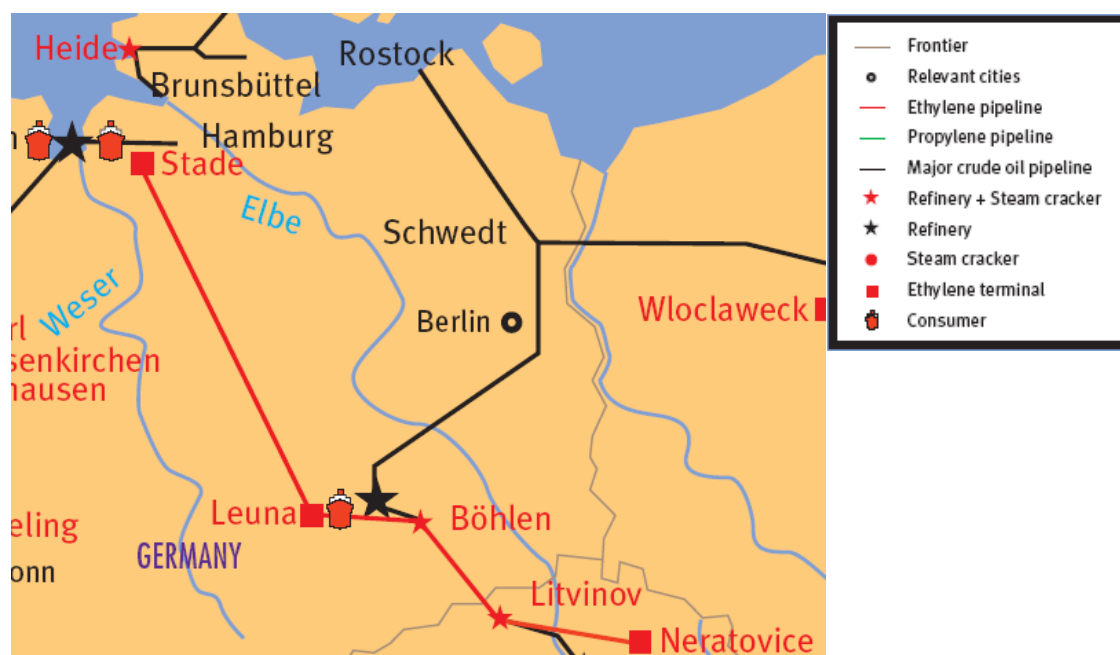 Heide
Rostock
Brunsbüttel
n
Hamburg
Stade
Elbe
Schwedt
Weser
Berlin
Wloclaweck
rl
senkirchen
hausen
Leuna
Böhlen
eling
GERMANY
onn
Litvinov
Neratovice
Frontier
Relevant cities
Ethylene pipeline
Propylene pipeline
Major crude oil pipeline
Refinery + Steam cracker
Refinery
Steam cracker
Ethylene terminal
Consumer